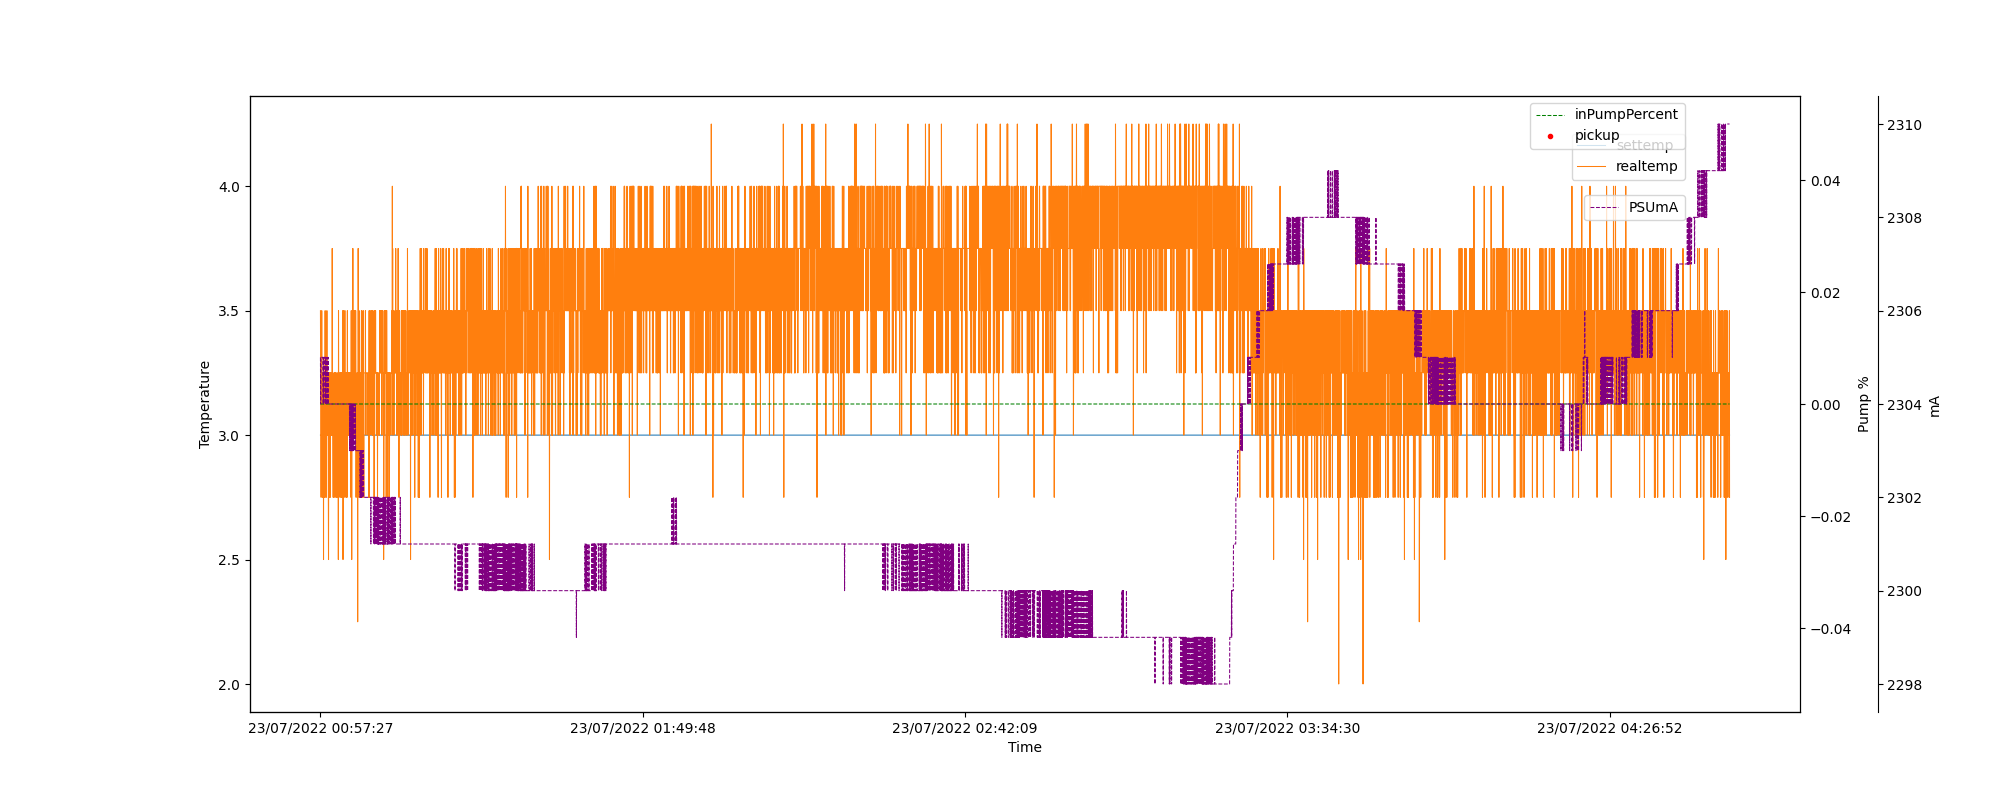 inPumpPercent
pickup
settemp
realtemp
PSUmA
4.0
3.5
3.0
2.5
2.0
Temperature
0.04
0.02
0.00
−0.02
−0.04
Pump %
2310
2308
2306
2304
2302
2300
2298
mA
23/07/2022 00:57:27
23/07/2022 01:49:48
23/07/2022 02:42:09
23/07/2022 03:34:30
23/07/2022 04:26:52
Time